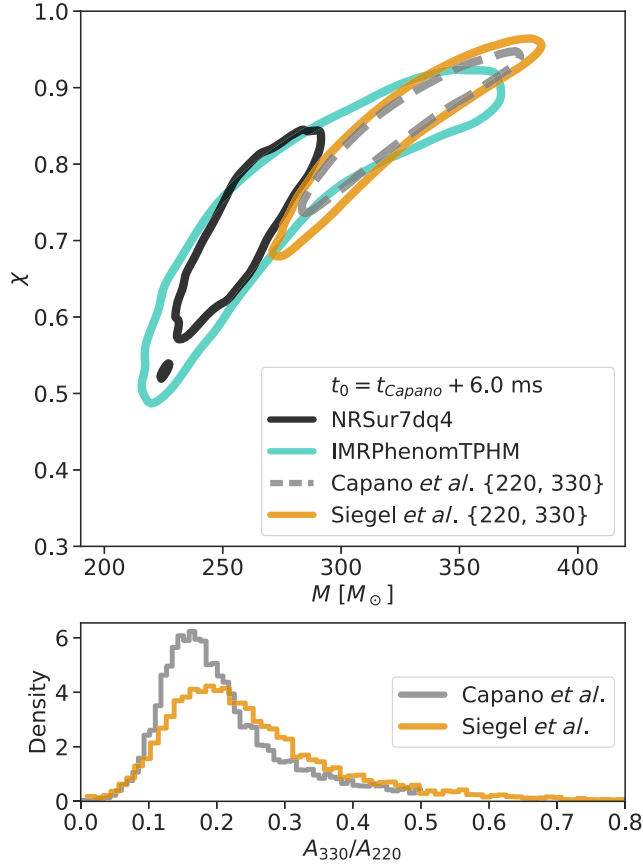 1.0
0.9
0.8
0.7
0.6
0.5
0.4
0.3
χ
t₀ = t_Capano + 6.0 ms
NRSur7dq4
IMRPhenomTPHM
Capano et al. {220, 330}
Siegel et al. {220, 330}
200 250 300 350 400
M [M⊙]
6
4
2
0
Density
Capano et al.
Siegel et al.
0.0 0.1 0.2 0.3 0.4 0.5 0.6 0.7 0.8
A₃₃₀/A₂₂₀